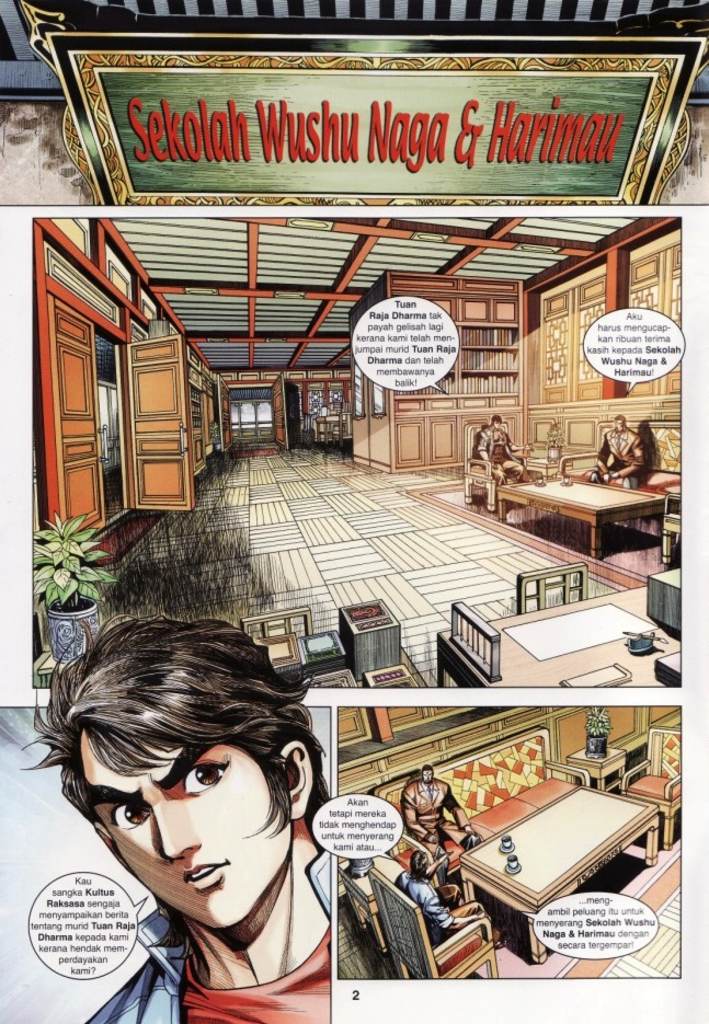 Sekolah Wushu Naga & Harimau
Tuan
Raja Dharma tak
payah gelisah lagi
kerana kami telah men-
jumpai murid Tuan Raja
Dharma dan telah
membawanya
balik!
Aku
harus mengucap-
kan ribuan terima
kasih kepada Sekolah
Wushu Naga &
Harimau!
Kau
sangka Kultus
Raksasa
menyampaikan berita
tentang murid Tuan Raja
Dharma kepada kami
kerana hendak mem-
perdayakan
kami?
Akan
tetapi mereka
tidak menghendap
untuk menyerang
kami atau...
...meng-
ambil peluang itu untuk
menyerang Sekolah Wushu
Naga & Harimau dengan
secara tergempar!
2